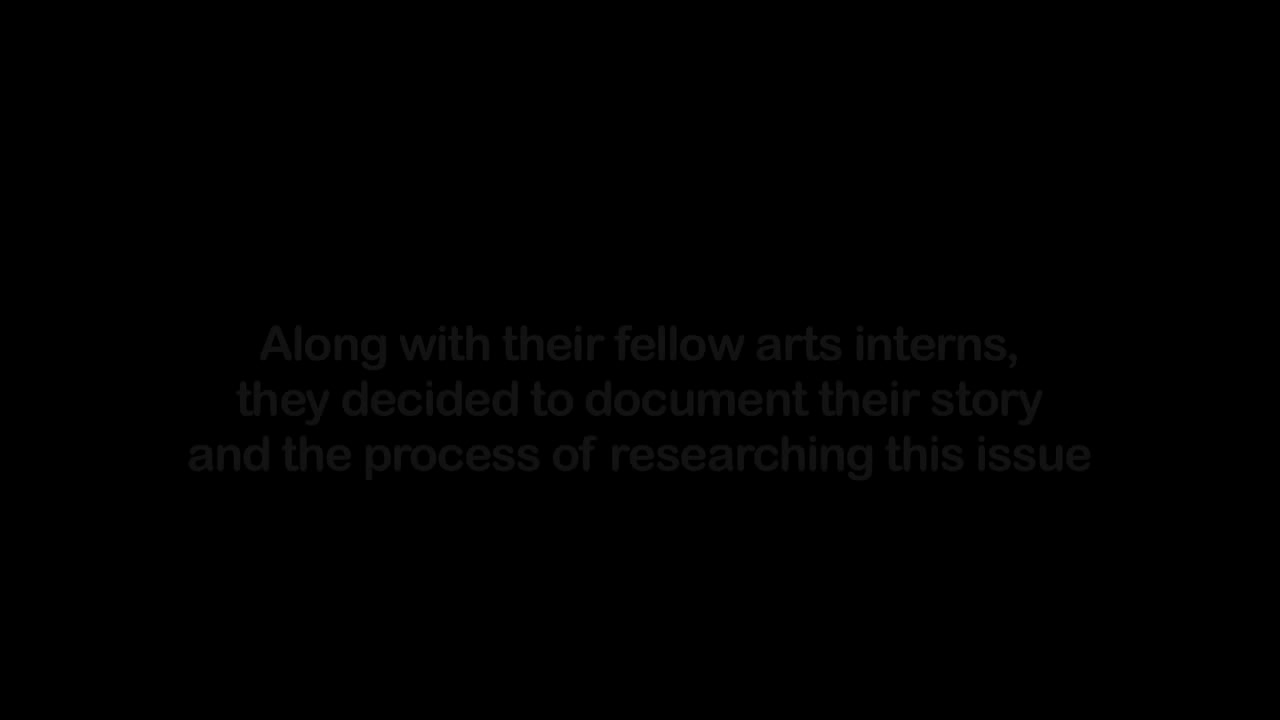 Along with their fellow arts interns,
they decided to document their story
and the process of researching this issue